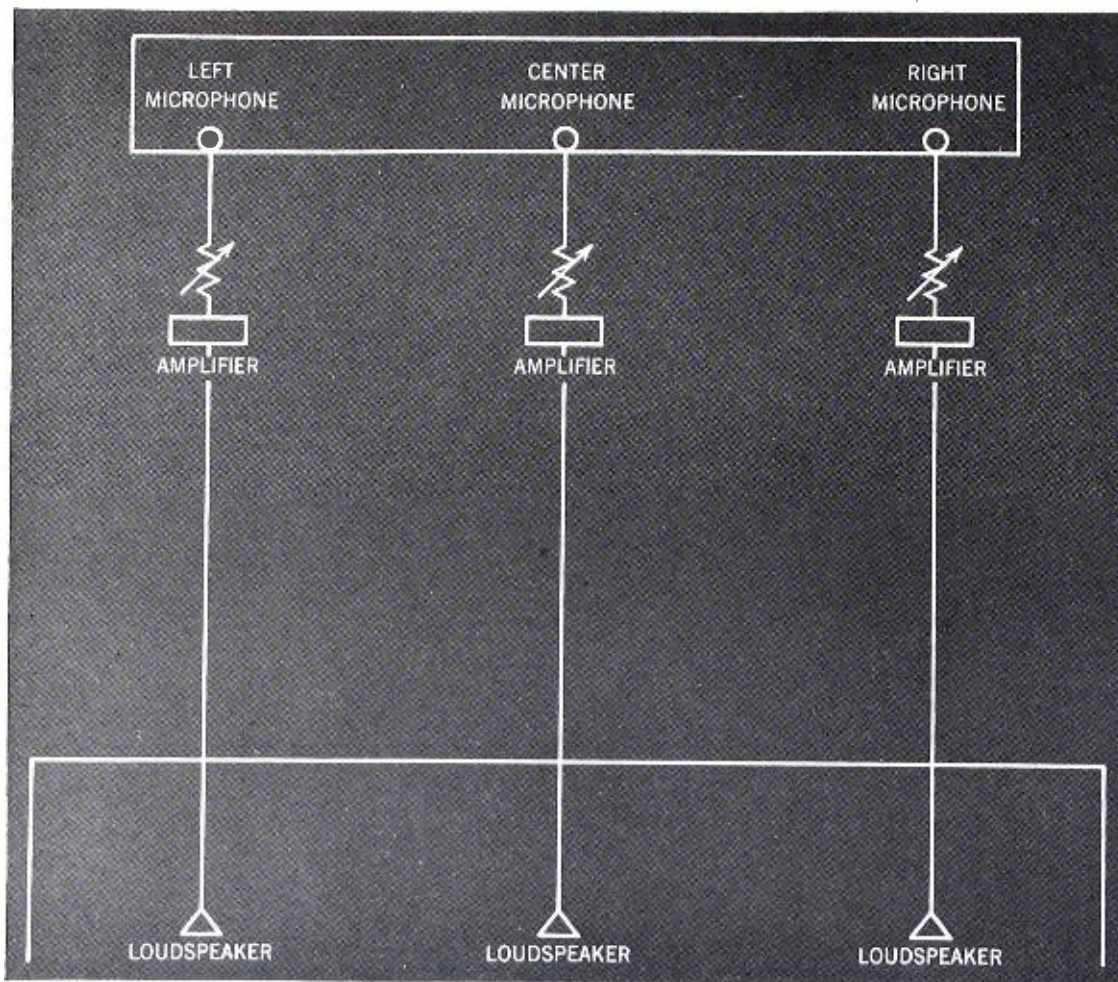 LEFT
MICROPHONE
CENTER
MICROPHONE
RIGHT
MICROPHONE
AMPLIFIER
AMPLIFIER
AMPLIFIER
LOUDSPEAKER
LOUDSPEAKER
LOUDSPEAKER